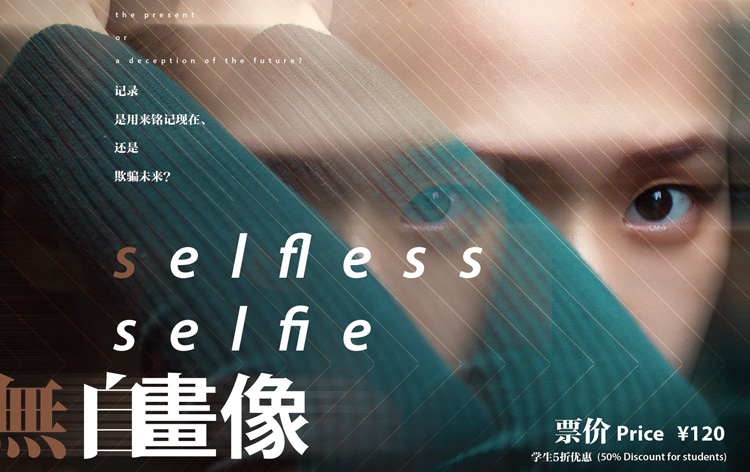 the present
or
a deception of the future?
记录
是用来铭记现在、
还是
欺骗未来？
selfless
selfie
無自畫像
票价 Price ¥120
学生5折优惠 (50% Discount for students)